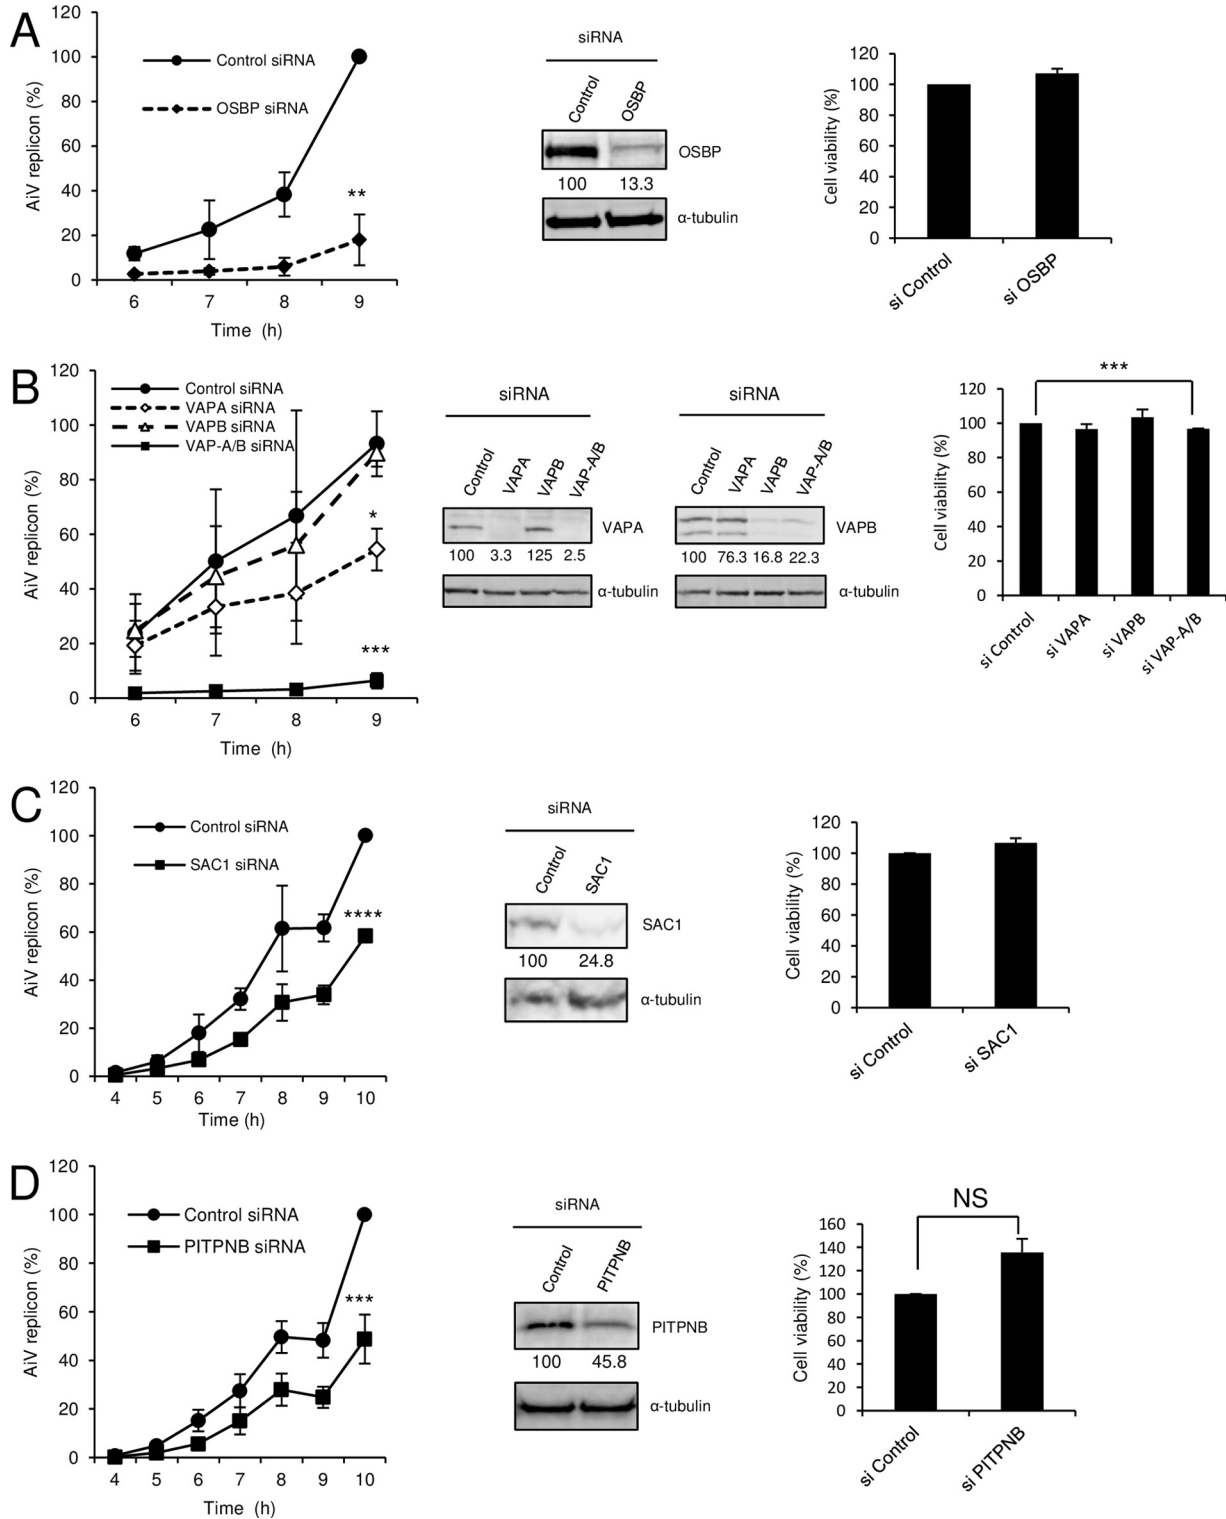 A
AiV replicon (%)
120
100
80
60
40
20
0
Control siRNA
OSBP siRNA
**
6 7 8 9
Time (h)
siRNA
Control OSBP
OSBP
100 13.3
α-tubulin
Cell viability (%)
120
100
80
60
40
20
0
si Control si OSBP
B
AiV replicon (%)
120
100
80
60
40
20
0
Control siRNA
VAPA siRNA
VAPB siRNA
VAP-A/B siRNA
*
***
6 7 8 9
Time (h)
siRNA
Control VAPA VAPB VAP-A/B
VAPA
100 3.3 125 2.5
α-tubulin
siRNA
Control VAPA VAPB VAP-A/B
VAPB
100 76.3 16.8 22.3
α-tubulin
Cell viability (%)
***
120
100
80
60
40
20
0
si Control si VAPA si VAPB si VAP-A/B
C
AiV replicon (%)
120
100
80
60
40
20
0
Control siRNA
SAC1 siRNA
****
4 5 6 7 8 9 10
Time (h)
siRNA
Control SAC1
SAC1
100 24.8
α-tubulin
Cell viability (%)
120
100
80
60
40
20
0
si Control si SAC1
D
AiV replicon (%)
120
100
80
60
40
20
0
Control siRNA
PITPNB siRNA
***
4 5 6 7 8 9 10
Time (h)
siRNA
Control PITPNB
PITPNB
100 45.8
α-tubulin
Cell viability (%)
NS
160
140
120
100
80
60
40
20
0
si Control si PITPNB